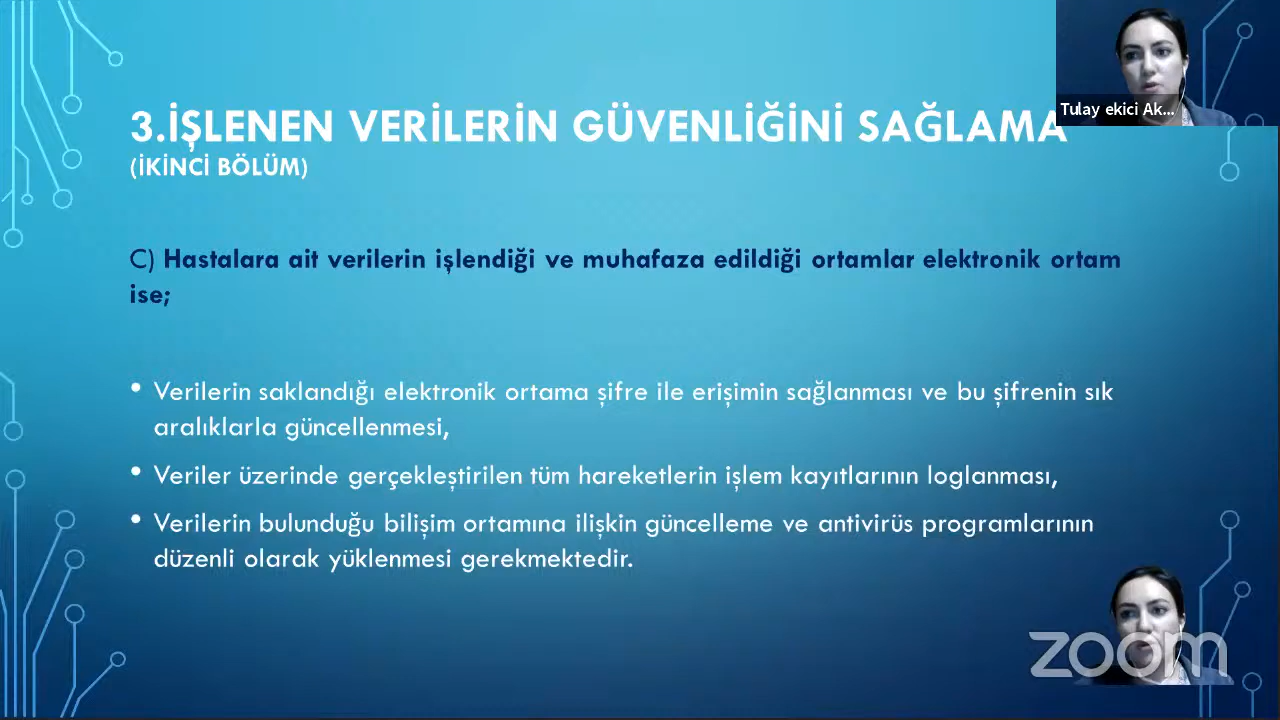 3.İŞLENEN VERİLERİN GÜVENLİĞİNİ SAĞLAMA
(İKİNCİ BÖLÜM)
Tulay ekici Ak...
C) Hastalara ait verilerin işlendiği ve muhafaza edildiği ortamlar elektronik ortam
ise;
• Verilerin saklandığı elektronik ortama şifre ile erişimin sağlanması ve bu şifrenin sık
aralıklarla güncellenmesi,
• Veriler üzerinde gerçekleştirilen tüm hareketlerin işlem kayıtlarının loglanması,
• Verilerin bulunduğu bilişim ortamına ilişkin güncelleme ve antivirüs programlarının
düzenli olarak yüklenmesi gerekmektedir.
zoom